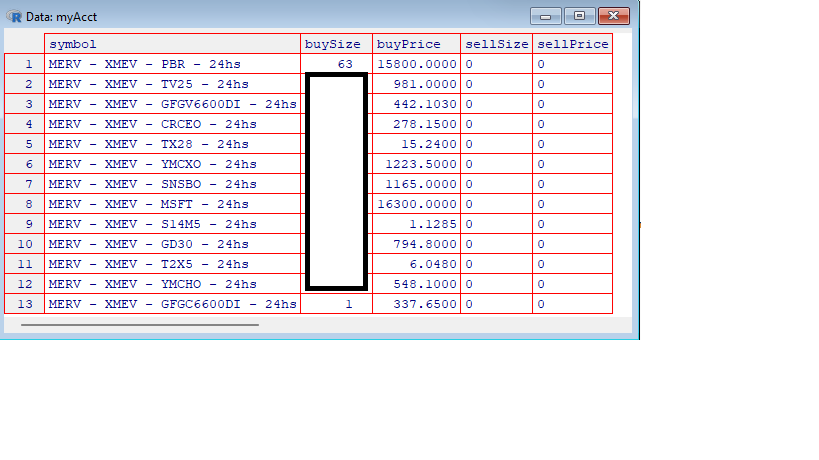 R Data: myAcct
symbol buySize buyPrice sellSize sellPrice
1 MERV - XMEV - PBR - 24hs 63 15800.0000 0 0
2 MERV - XMEV - TV25 - 24hs 981.0000 0 0
3 MERV - XMEV - GFGV6600DI - 24hs 442.1030 0 0
4 MERV - XMEV - CRCEO - 24hs 278.1500 0 0
5 MERV - XMEV - TX28 - 24hs 15.2400 0 0
6 MERV - XMEV - YMCXO - 24hs 1223.5000 0 0
7 MERV - XMEV - SNSBO - 24hs 1165.0000 0 0
8 MERV - XMEV - MSFT - 24hs 16300.0000 0 0
9 MERV - XMEV - S14M5 - 24hs 1.1285 0 0
10 MERV - XMEV - GD30 - 24hs 794.8000 0 0
11 MERV - XMEV - T2X5 - 24hs 6.0480 0 0
12 MERV - XMEV - YMCHO - 24hs 548.1000 0 0
13 MERV - XMEV - GFGC6600DI - 24hs 1 337.6500 0 0